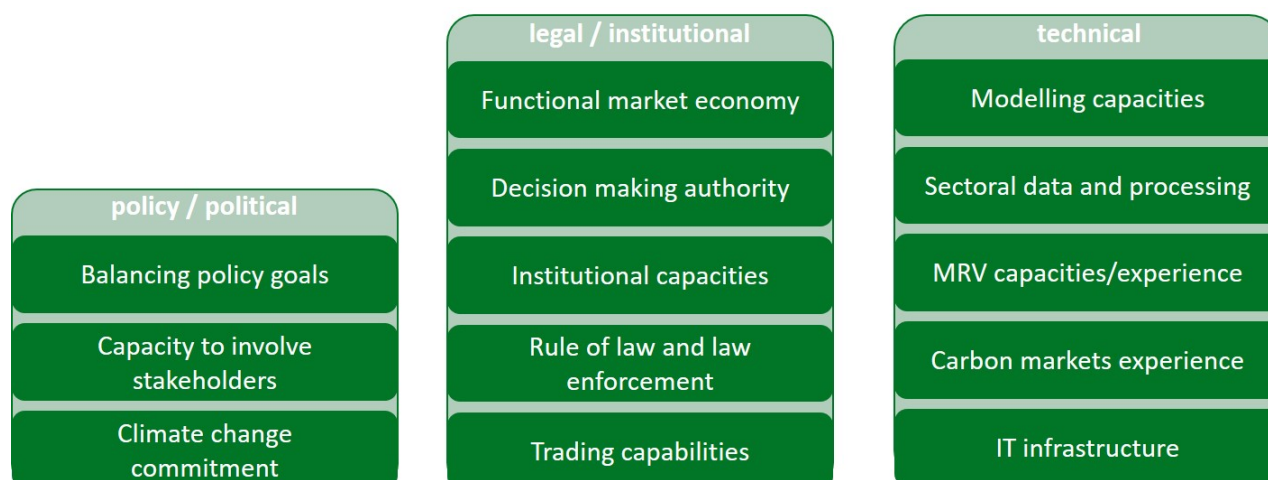 policy / political
Balancing policy goals
Capacity to involve
stakeholders
Climate change
commitment
legal / institutional
Functional market economy
Decision making authority
Institutional capacities
Rule of law and law
enforcement
Trading capabilities
technical
Modelling capacities
Sectoral data and processing
MRV capacities/experience
Carbon markets experience
IT infrastructure